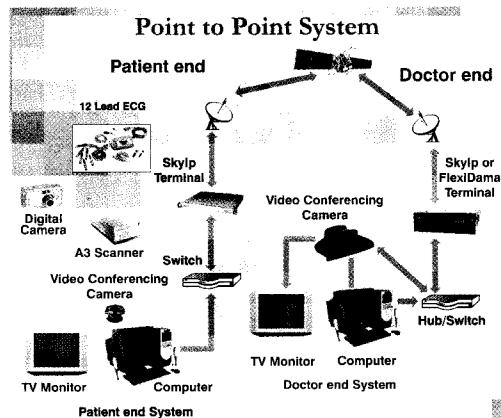 Point to Point System
Patient end
Doctor end
12 Lead ECG
Skylp
Terminal
Skylp or
FlexiDama
Terminal
Digital
Camera
A3 Scanner
Video Conferencing
Camera
Switch
Video Conferencing
Camera
Hub/Switch
TV Monitor
Computer
TV Monitor
Computer
Doctor end System
Patient end System